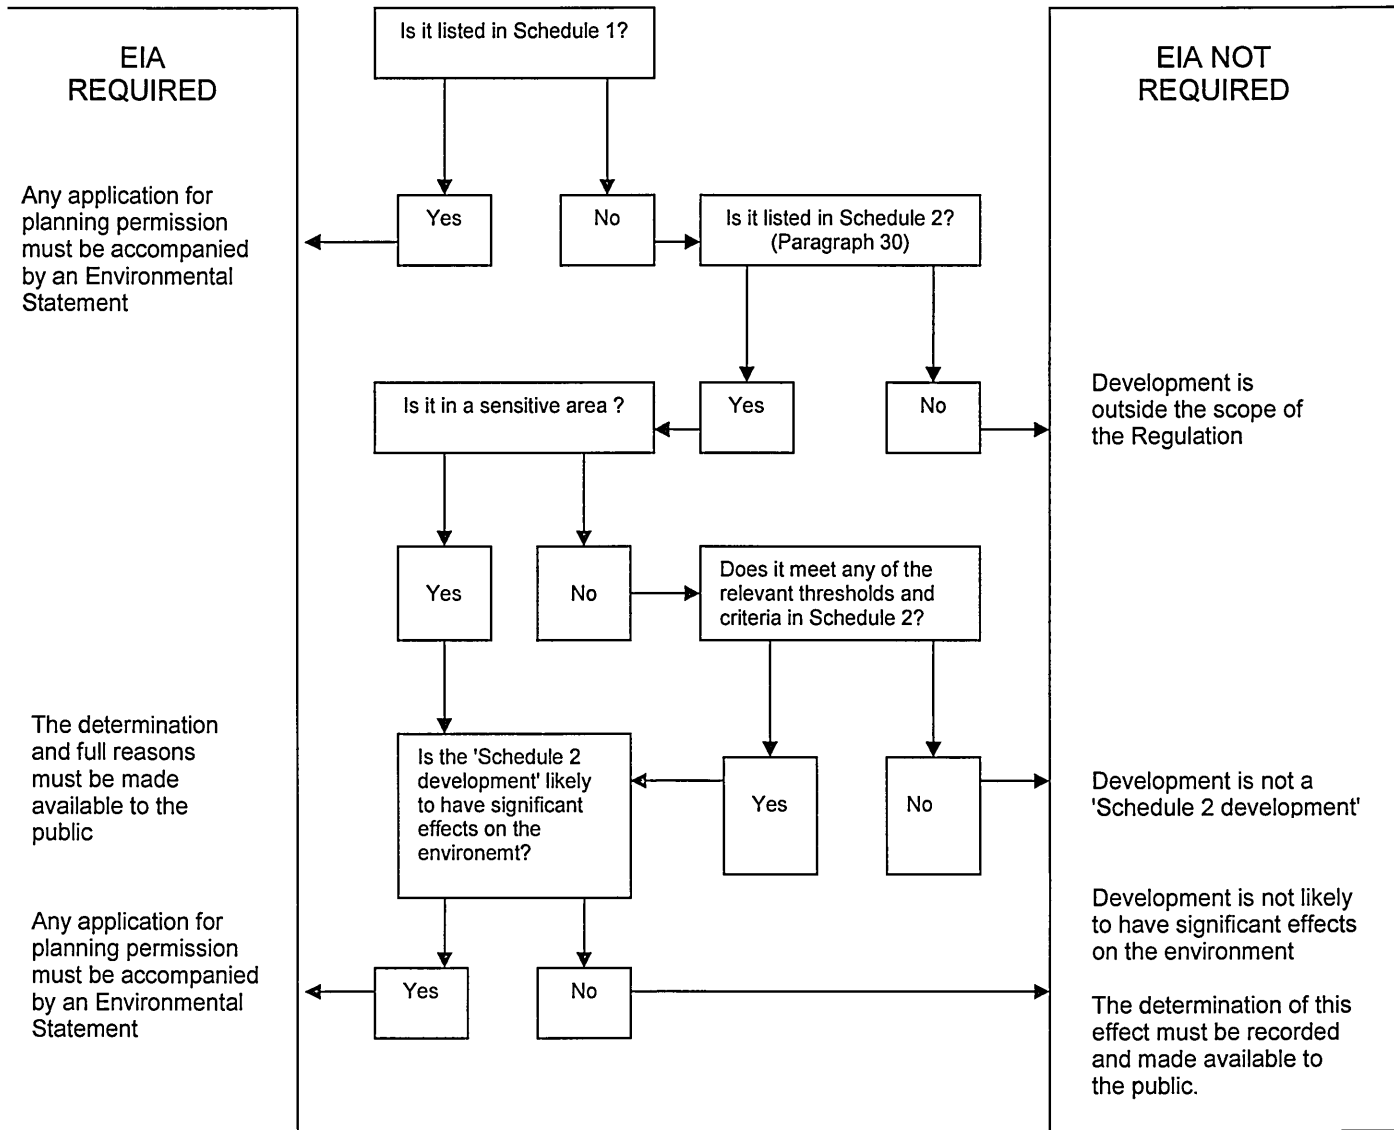 Is it listed in Schedule 1?
EIA
REQUIRED
EIA NOT
REQUIRED
Any application for
planning permission
must be accompanied
by an Environmental
Statement
Yes
No
Is it listed in Schedule 2?
(Paragraph 30)
Is it in a sensitive area ?
Yes
No
Development is
outside the scope of
the Regulation
Yes
No
Does it meet any of the
relevant thresholds and
criteria in Schedule 2?
The determination
and full reasons
must be made
available to the
public
Is the 'Schedule 2
development' likely
to have significant
effects on the
environemt?
Yes
No
Development is not a
'Schedule 2 development'
Any application for
planning permission
must be accompanied
by an Environmental
Statement
Yes
No
Development is not likely
to have significant effects
on the environment
The determination of this
effect must be recorded
and made available to
the public.